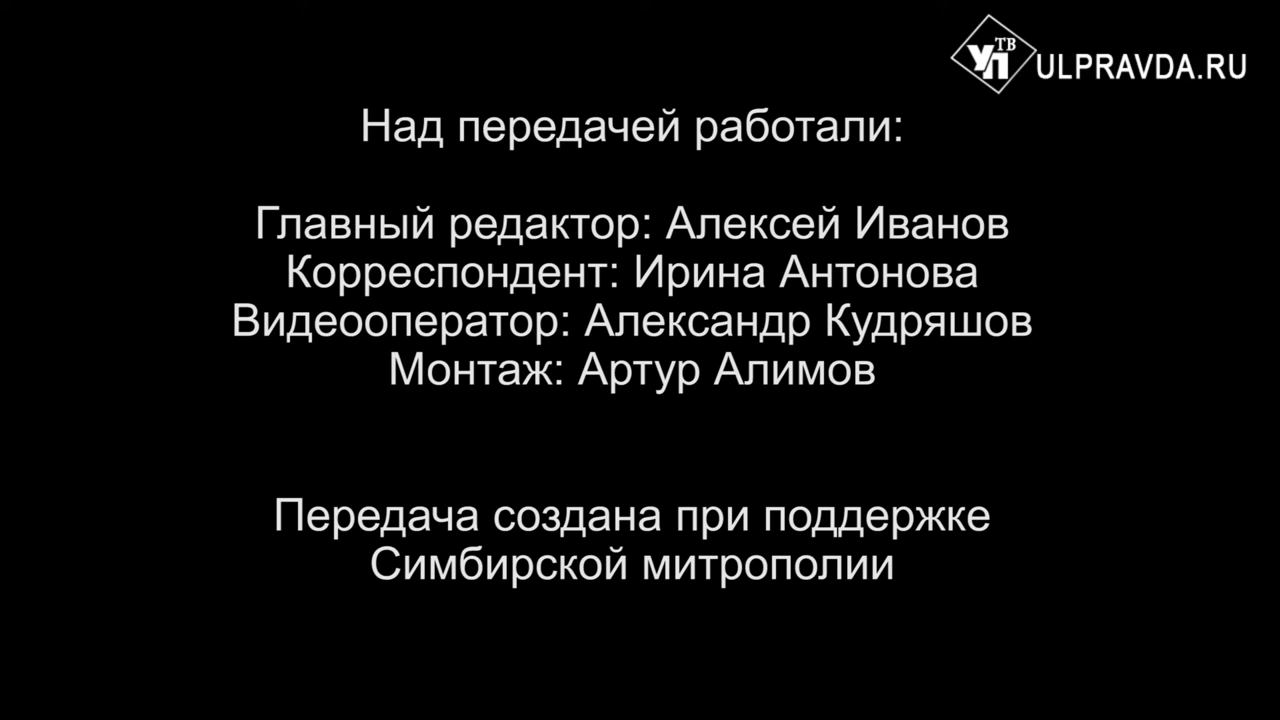 ТВ
УП
ULPRAVDA.RU
Над передачей работали:
Главный редактор: Алексей Иванов
Корреспондент: Ирина Антонова
Видеооператор: Александр Кудряшов
Монтаж: Артур Алимов
Передача создана при поддержке
Симбирской митрополии